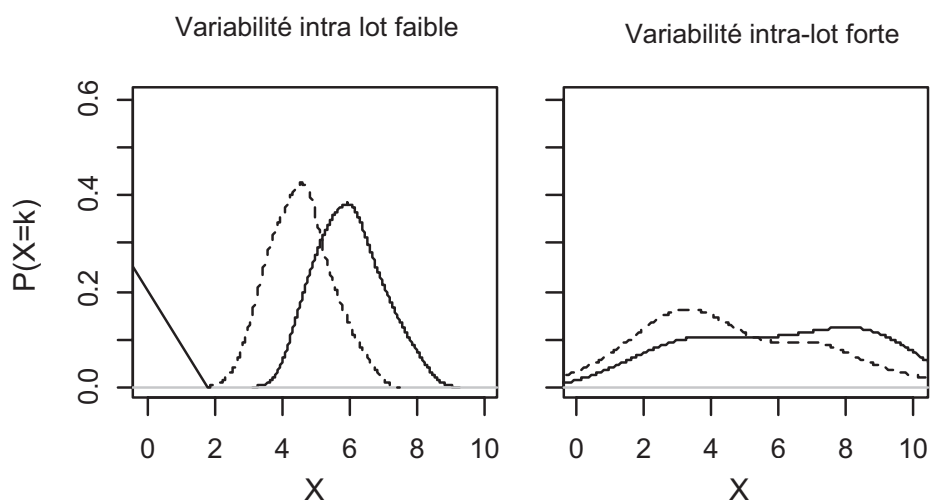 Variabilité intra lot faible
Variabilité intra-lot forte
P(X=k)
0.6
0.4
0.2
0.0
0 2 4 6 8 10
0 2 4 6 8 10
X
X